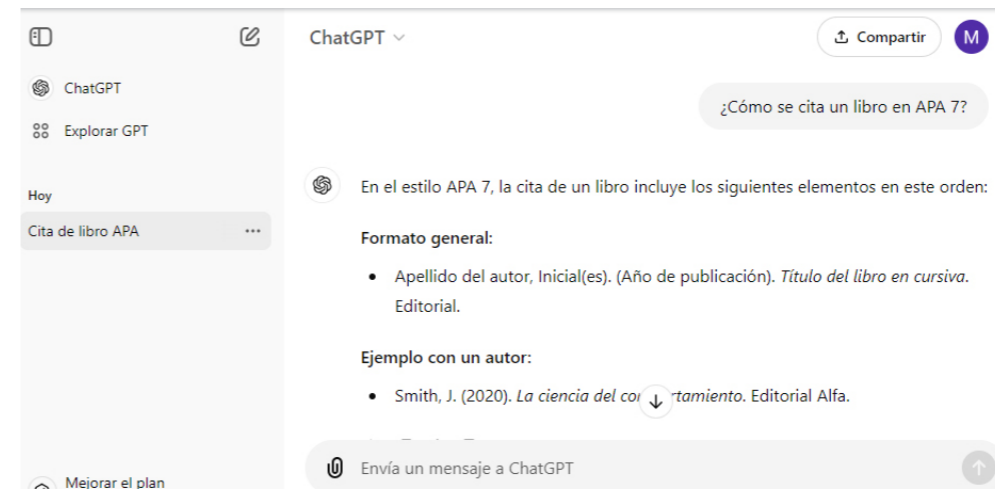 ChatGPT
Explorar GPT
Hoy
Cita de libro APA
Mejorar el plan
ChatGPT
Compartir
M
¿Cómo se cita un libro en APA 7?
En el estilo APA 7, la cita de un libro incluye los siguientes elementos en este orden:
Formato general:
• Apellido del autor, Inicial(es). (Año de publicación). Título del libro en cursiva.
Editorial.
Ejemplo con un autor:
• Smith, J. (2020). La ciencia del Editorial Alfa.
Envía un mensaje a ChatGPT